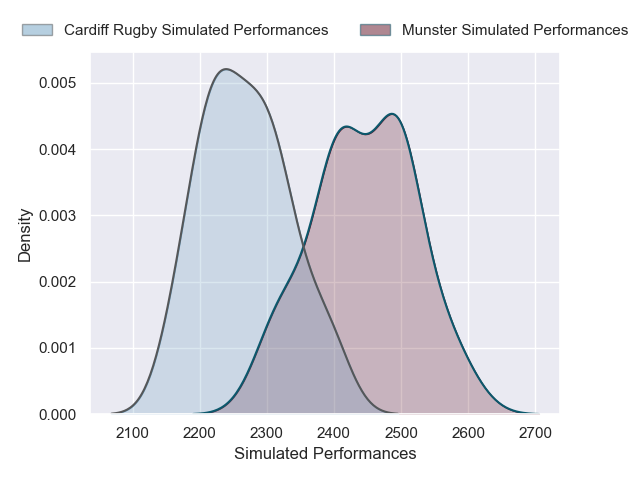 Cardiff Rugby Simulated Performances Munster Simulated Performances
0.005
0.004
0.003
0.002
0.001
0.000
Density
2100 2200 2300 2400 2500 2600 2700
Simulated Performances